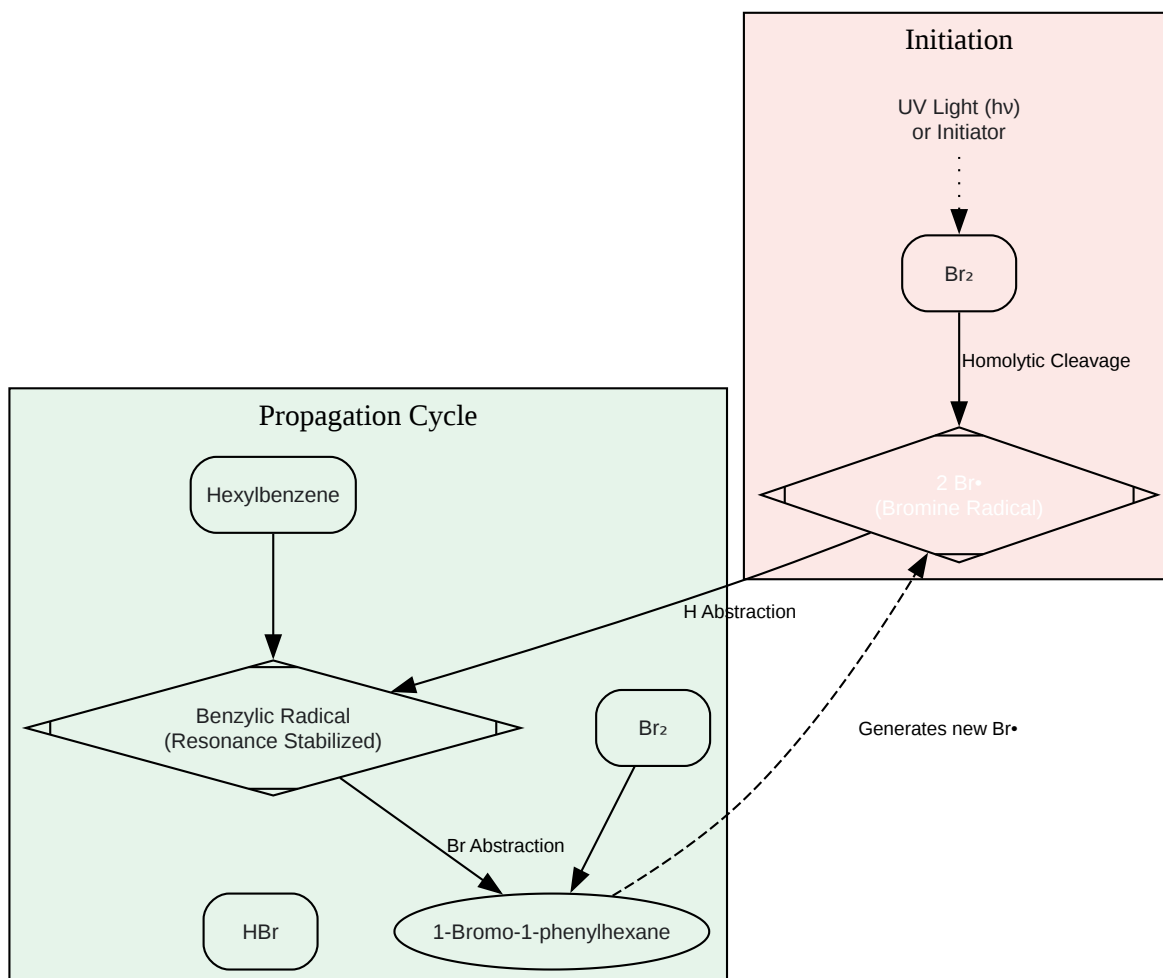 Initiation
UV Light (hν)
or Initiator
Br₂
Homolytic Cleavage
2 Br•
(Bromine Radical)
Propagation Cycle
Hexylbenzene
H Abstraction
Benzylic Radical
(Resonance Stabilized)
Br₂
Generates new Br•
Br Abstraction
HBr
1-Bromo-1-phenylhexane